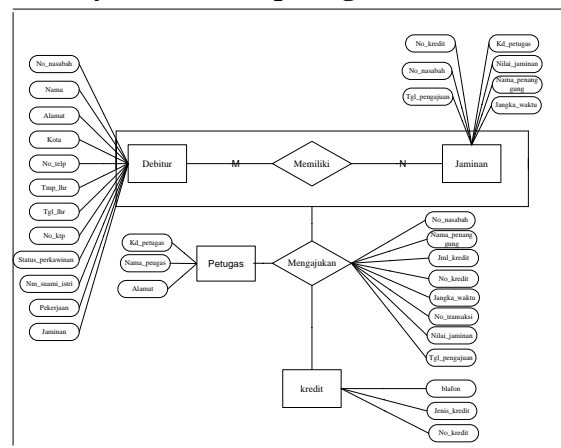 No_nasabah
Nama
Alamat
Kota
No_telp
Tmp_lhr
Tgl_lhr
No_ktp
Status_perkawinan
Nm_suami_istri
Pekerjaan
Jaminan
Debitur
M
Memiliki
N
Jaminan
No_kredit
No_nasabah
Tgl_pengajuan
Kd_petugas
Nilai_jaminan
Nama_penang
gung
Jangka_waktu
Kd_petugas
Nama_peugas
Alamat
Petugas
Mengajukan
No_nasabah
Nama_penang
gung
Jml_kredit
No_kredit
Jangka_waktu
No_transaksi
Nilai_jaminan
Tgl_pengajuan
kredit
blafon
Jenis_kredit
No_kredit